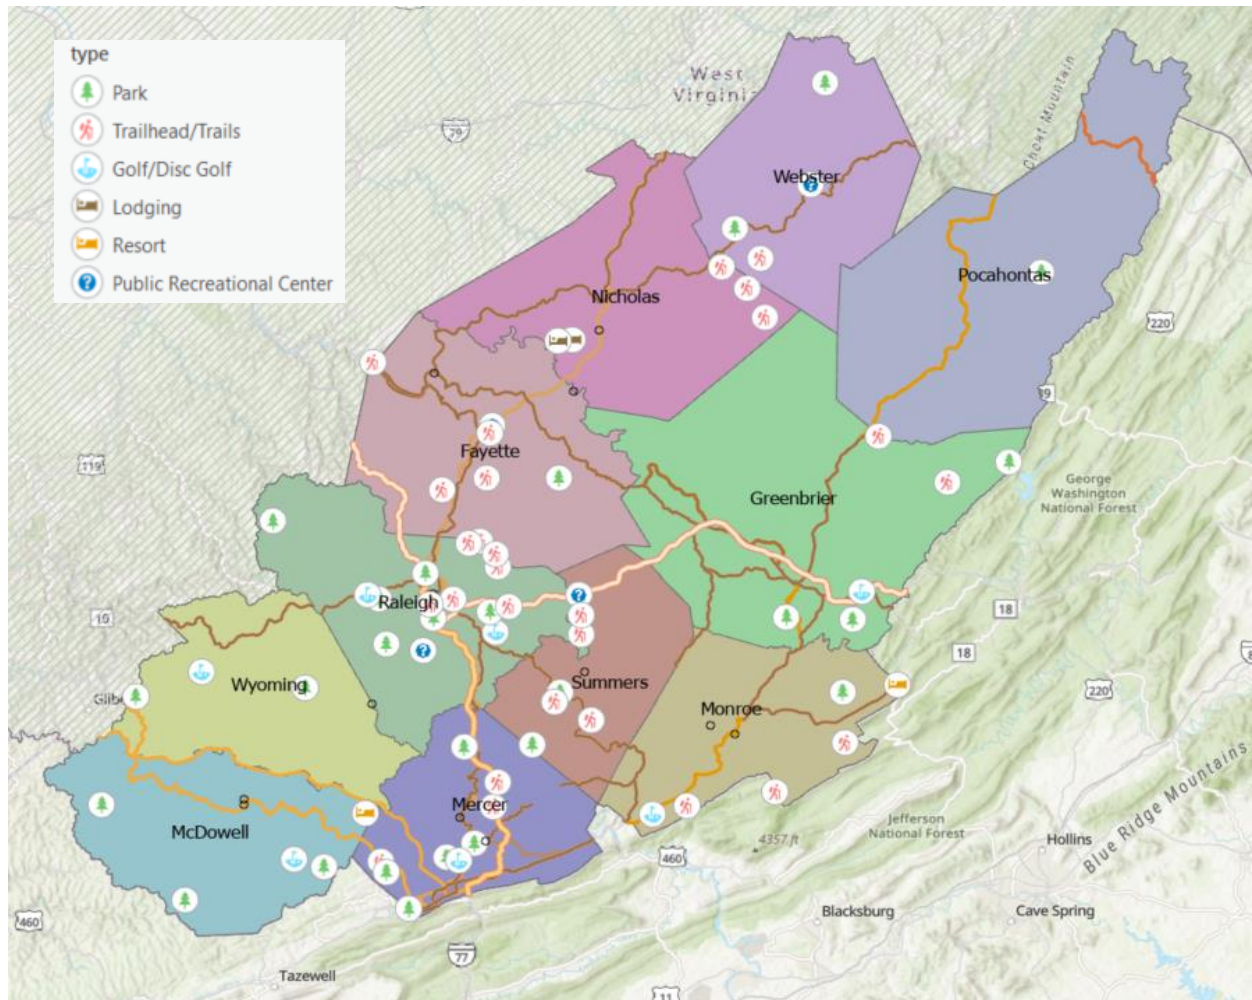 type
Park
Trailhead/Trails
Golf/Disc Golf
Lodging
Resort
Public Recreational Center
West
Virginia
79
Cheat Mountain
Webster
Pocahontas
Nicholas
220
119
Fayette
Greenbrier
George
Washington
National Forest
10
Raleigh
18
18
Wyoming
Summers
Monroe
220
Mercer
McDowell
Jefferson
National Forest
4357 ft
Hollins
Blue Ridge Mountains
460
460
Blacksburg
Cave Spring
77
Tazewell
11